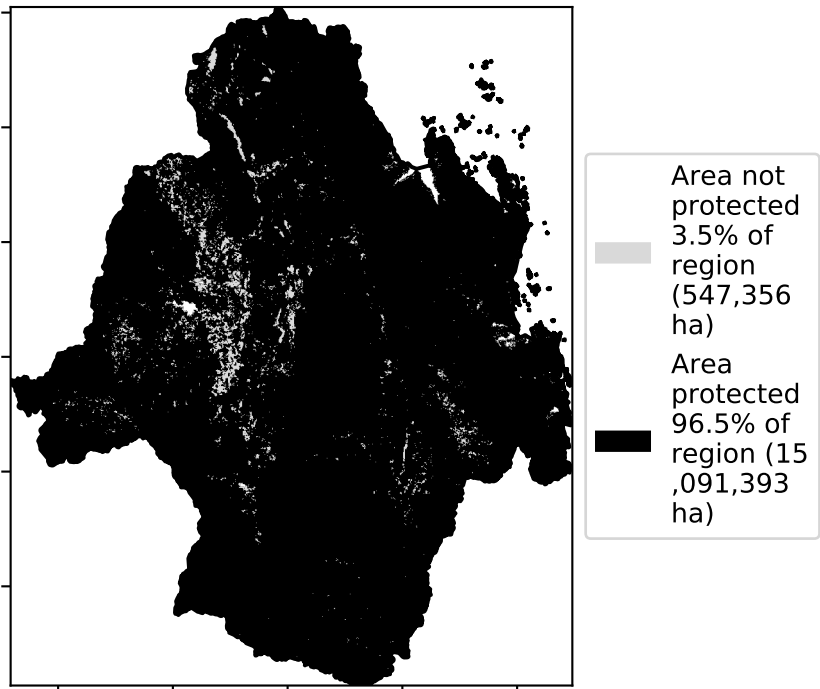 Area not
protected
3.5% of
region
(547,356
ha)
Area
protected
96.5% of
region (15
,091,393
ha)